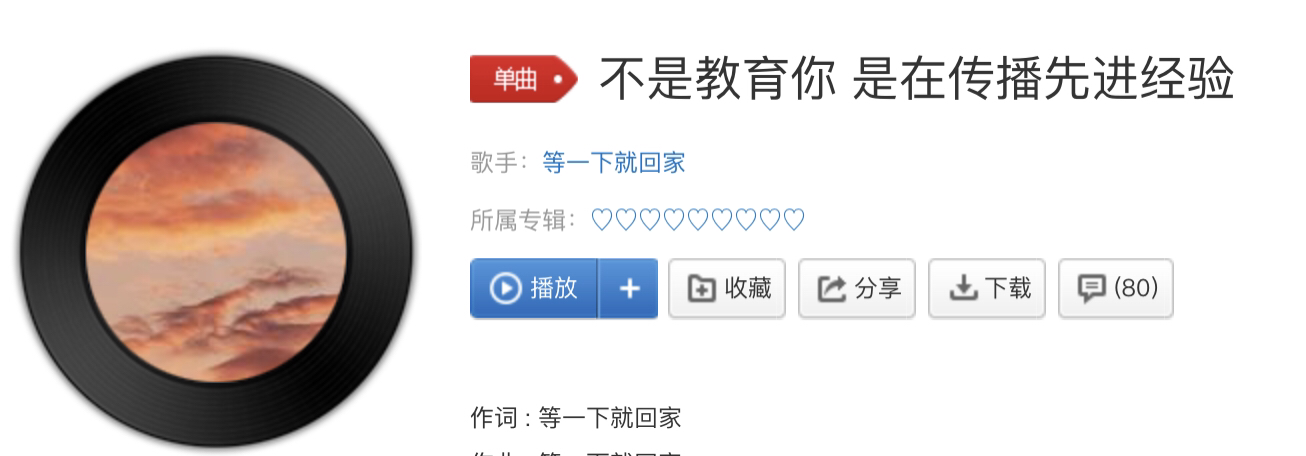 单曲 不是教育你 是在传播先进经验
歌手：等一下就回家
所属专辑：♡♡♡♡♡♡♡♡♡
播放 + 收藏 分享 下载 (80)
作词 : 等一下就回家